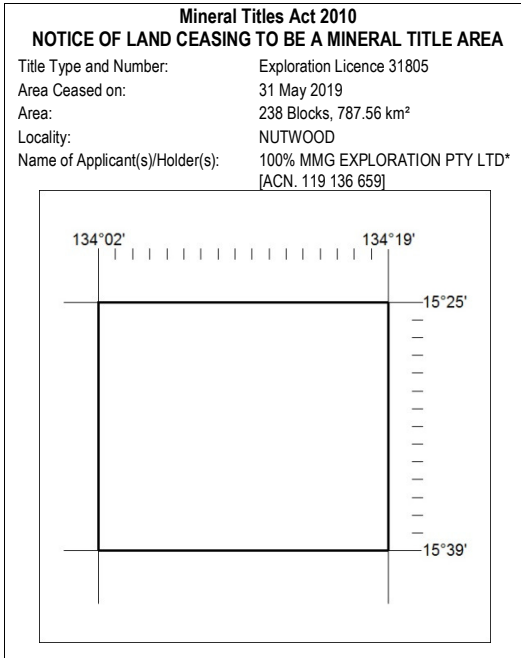 Mineral Titles Act 2010
NOTICE OF LAND CEASING TO BE A MINERAL TITLE AREA
Title Type and Number: Exploration Licence 31805
Area Ceased on: 31 May 2019
Area: 238 Blocks, 787.56 km²
Locality: NUTWOOD
Name of Applicant(s)/Holder(s): 100% MMG EXPLORATION PTY LTD*
[ACN. 119 136 659]
134°02' 134°19'
15°25'
15°39'